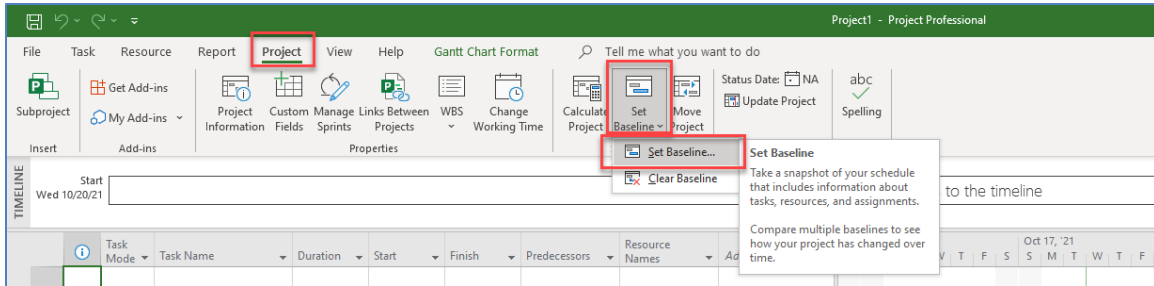 Project1 - Project Professional
File Task Resource Report Project View Help Gantt Chart Format Tell me what you want to do
Subproject
Get Add-ins
My Add-ins
Project Information
Custom Fields
Manage Sprints
Links Between Projects
WBS
Change Working Time
Calculate Project
Set Baseline
Move Project
Status Date: NA
Update Project
abc
Spelling
Insert Add-ins Properties
Set Baseline...
Clear Baseline
Set Baseline
Take a snapshot of your schedule
that includes information about
tasks, resources, and assignments.
Compare multiple baselines to see
how your project has changed over
time.
TIMELINE
Start
Wed 10/20/21
to the timeline
Task Mode
Task Name
Duration
Start
Finish
Predecessors
Resource Names
Oct 17, '21
T F S S M T W T F